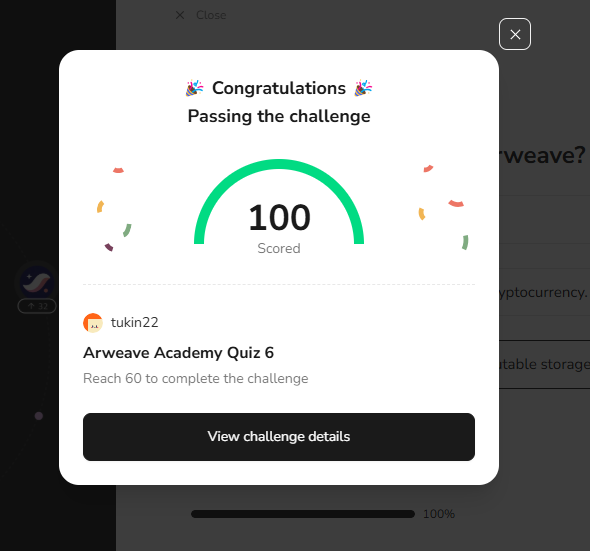 Close
Congratulations
Passing the challenge
rweave?
100
Scored
32
yptocurrency.
tukin22
Arweave Academy Quiz 6
utable storage
Reach 60 to complete the challenge
View challenge details
100%